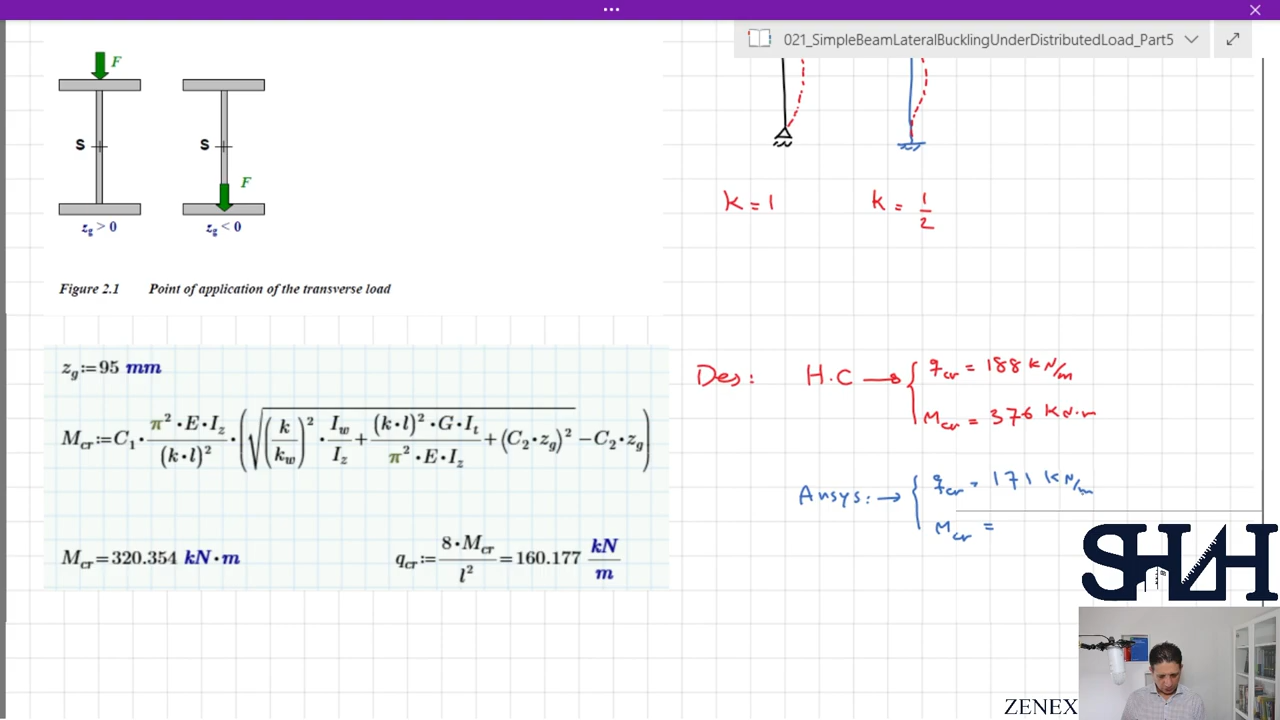 021_SimpleBeamLateralBucklingUnderDistributedLoad_Part5
F
S
z_g > 0
S
F
z_g < 0
Figure 2.1 Point of application of the transverse load
k = 1
k = 1/2
z_g:=95 mm
M_cr:=C_1·π²·E·I_z/(k·l)²·(√((k/k_w)²·I_w/I_z+(k·l)²·G·I_t/(π²·E·I_z)+(C_2·z_g)²)−C_2·z_g)
M_cr=320.354 kN·m
q_cr:=8·M_cr/l²=160.177 kN/m
Des: H.C → { q_cr = 188 kN/m
M_cr = 376 kN.m
Ansys: → { q_cr = 171 kN/m
M_cr =
SHZH
ZENEX